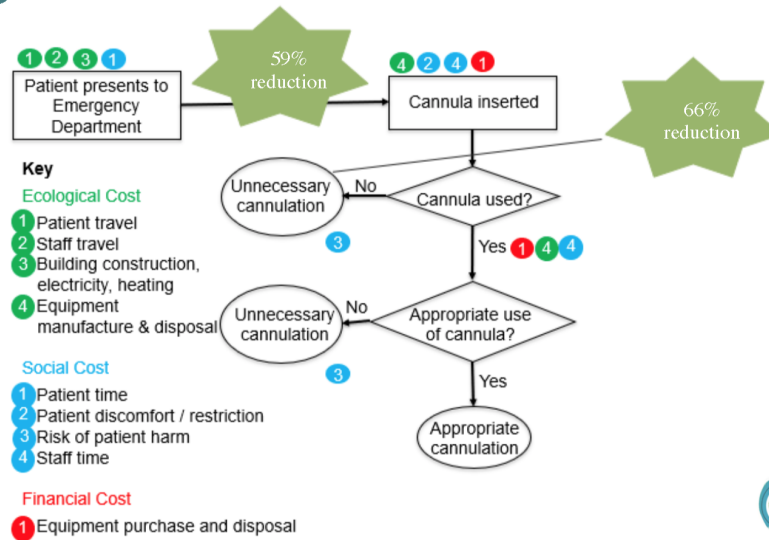 59%
reduction
1 2 3 1
4 2 4 1
Patient presents to
Emergency
Department
Cannula inserted
66%
reduction
Key
Ecological Cost
1 Patient travel
2 Staff travel
3 Building construction,
electricity, heating
4 Equipment
manufacture & disposal
Unnecessary
cannulation
No
Cannula used?
3
Yes 1 4 4
Unnecessary
cannulation
No
Appropriate use
of cannula?
3
Yes
Appropriate
cannulation
Social Cost
1 Patient time
2 Patient discomfort / restriction
3 Risk of patient harm
4 Staff time
Financial Cost
1 Equipment purchase and disposal